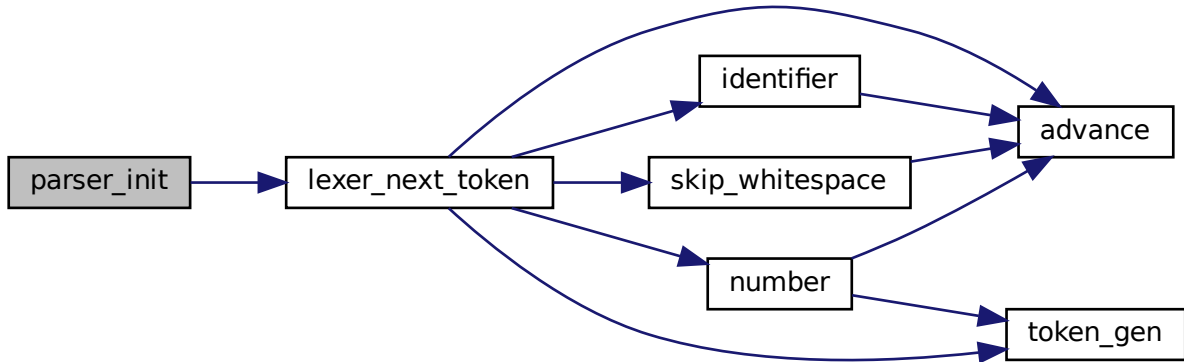 parser_init
lexer_next_token
identifier
skip_whitespace
number
advance
token_gen